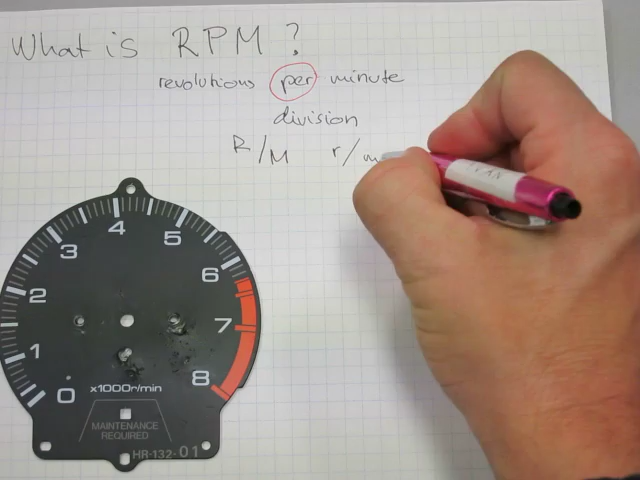 What is RPM ?
revolutions per minute
division
R/M r/m
4
3 5
2 6
1 7
0 8
x1000r/min
MAINTENANCE
REQUIRED
HR-132-01